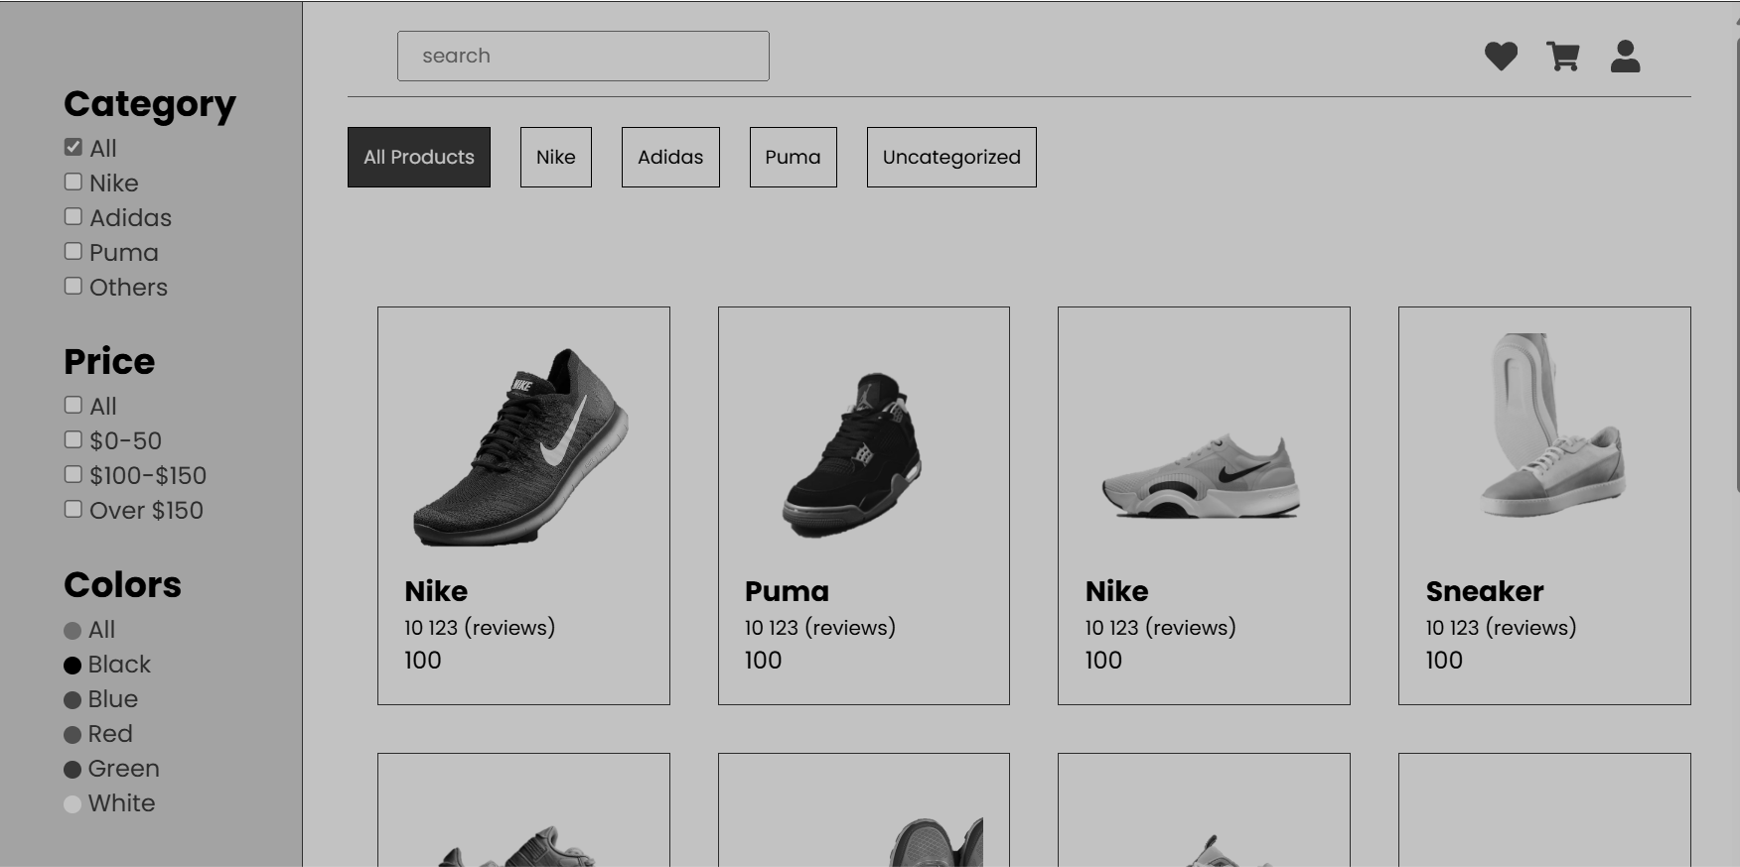 search
Category
All
Nike
Adidas
Puma
Others
Price
All
$0-50
$100-$150
Over $150
Colors
All
Black
Blue
Red
Green
White
All Products
Nike
Adidas
Puma
Uncategorized
NIKE
Nike
10 123 (reviews)
100
Puma
10 123 (reviews)
100
Nike
10 123 (reviews)
100
Sneaker
10 123 (reviews)
100